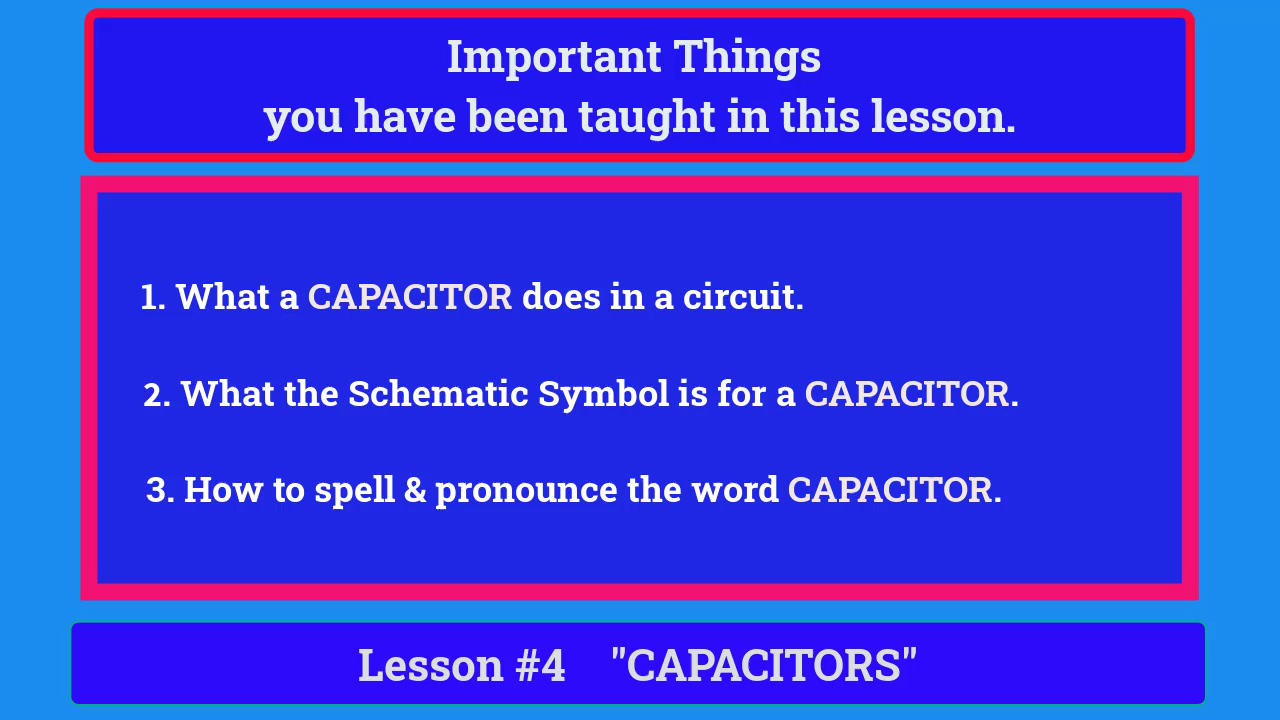 Important Things
you have been taught in this lesson.
1. What a CAPACITOR does in a circuit.
2. What the Schematic Symbol is for a CAPACITOR.
3. How to spell & pronounce the word CAPACITOR.
Lesson #4 "CAPACITORS"